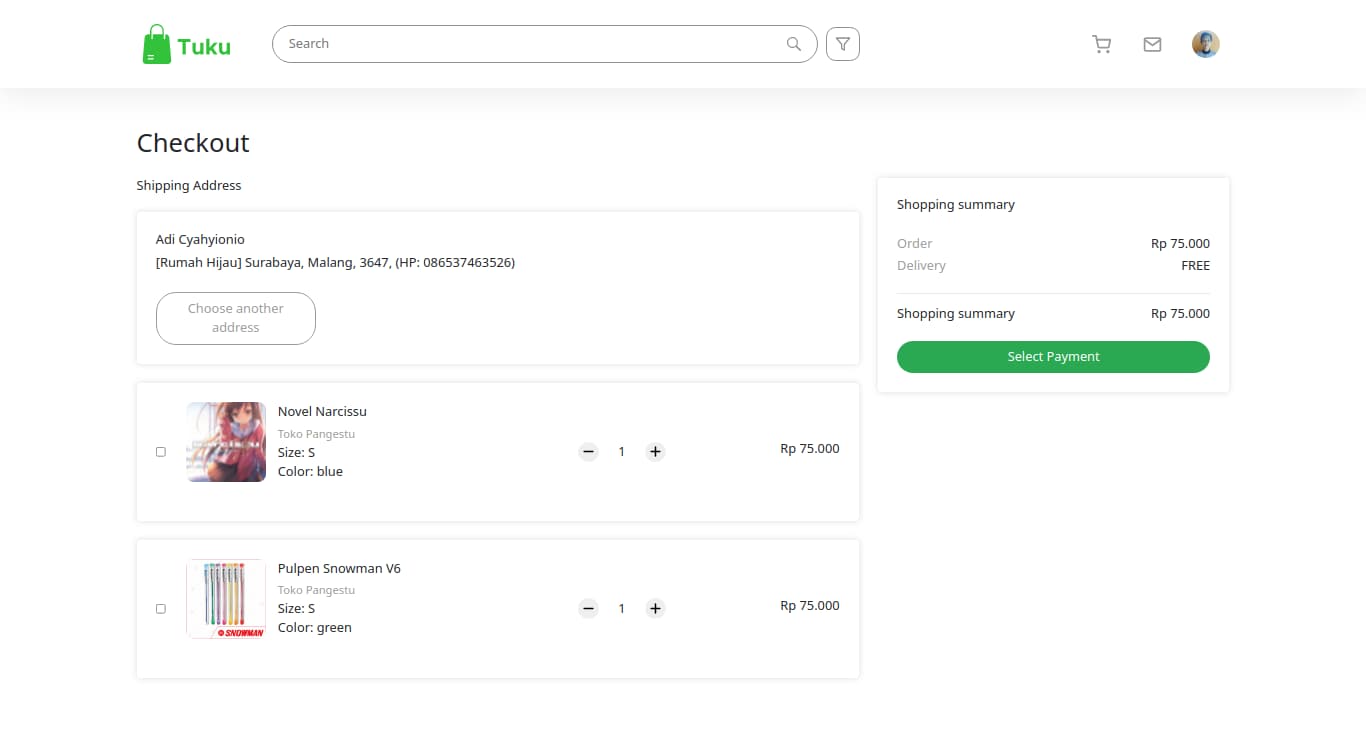 Tuku
Search
Checkout
Shipping Address
Adi Cyahyionio
[Rumah Hijau] Surabaya, Malang, 3647, (HP: 086537463526)
Choose another
address
Novel Narcissu
Toko Pangestu
Size: S
Color: blue
1
Rp 75.000
Pulpen Snowman V6
Toko Pangestu
Size: S
Color: green
1
Rp 75.000
SNOWMAN
Shopping summary
Order Rp 75.000
Delivery FREE
Shopping summary Rp 75.000
Select Payment